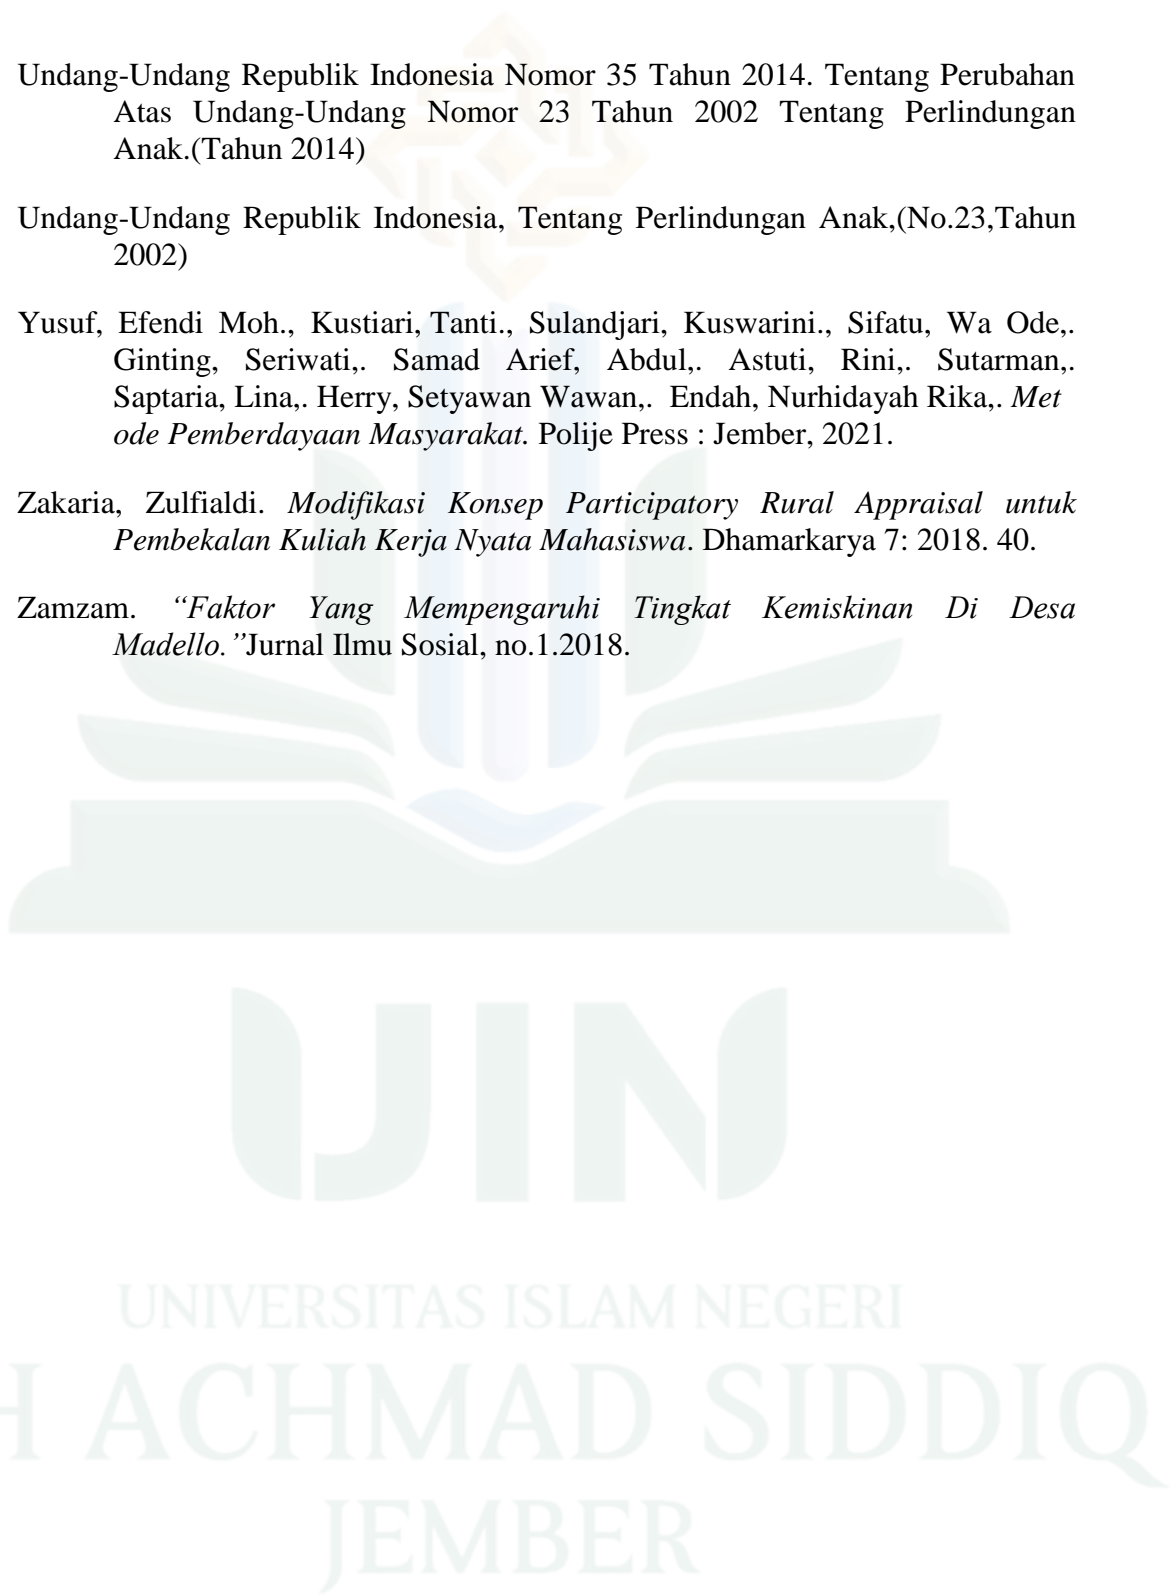 Undang-Undang Republik Indonesia Nomor 35 Tahun 2014. Tentang Perubahan
Atas Undang-Undang Nomor 23 Tahun 2002 Tentang Perlindungan
Anak.(Tahun 2014)
Undang-Undang Republik Indonesia, Tentang Perlindungan Anak,(No.23,Tahun
2002)
Yusuf, Efendi Moh., Kustiari, Tanti., Sulandjari, Kuswarini., Sifatu, Wa Ode,.
Ginting, Seriwati,. Samad Arief, Abdul,. Astuti, Rini,. Sutarman,.
Saptaria, Lina,. Herry, Setyawan Wawan,. Endah, Nurhidayah Rika,. Met
ode Pemberdayaan Masyarakat. Polije Press : Jember, 2021.
Zakaria, Zulfialdi. Modifikasi Konsep Participatory Rural Appraisal untuk
Pembekalan Kuliah Kerja Nyata Mahasiswa. Dhamarkarya 7: 2018. 40.
Zamzam. “Faktor Yang Mempengaruhi Tingkat Kemiskinan Di Desa
Madello.”Jurnal Ilmu Sosial, no.1.2018.
UIN
UNIVERSITAS ISLAM NEGERI
H ACHMAD SIDDIQ
JEMBER